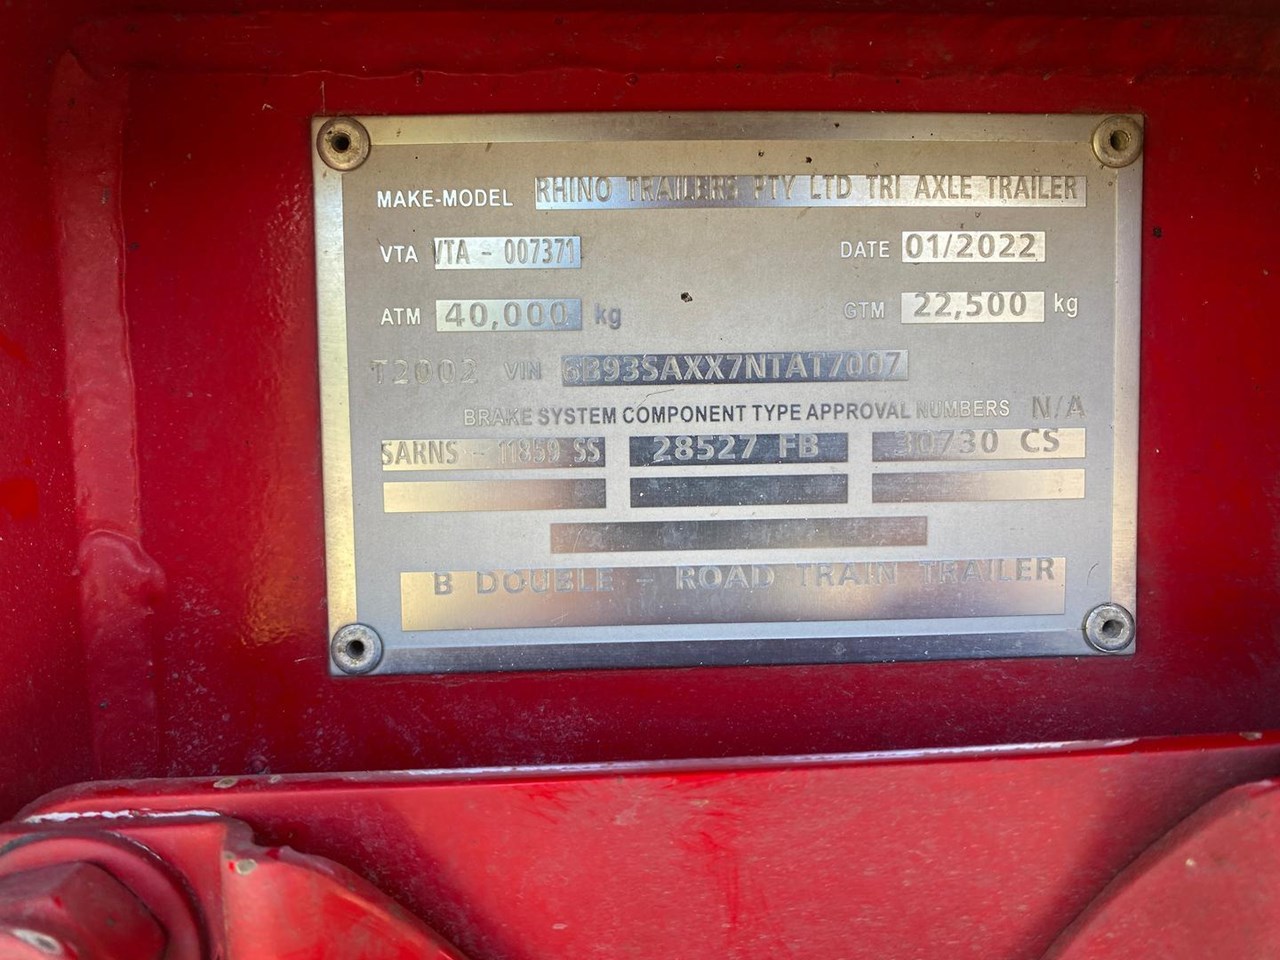 MAKE-MODEL RHINO TRAILERS PTY LTD TRI AXLE TRAILER
VTA VTA - 007371 DATE 01/2022
ATM 40,000 kg GTM 22,500 kg
T2002 VIN 6B93SAXX7NTAT7007
BRAKE SYSTEM COMPONENT TYPE APPROVAL NUMBERS N/A
SARNS - 11859 SS 28527 FB 30730 CS
B DOUBLE - ROAD TRAIN TRAILER